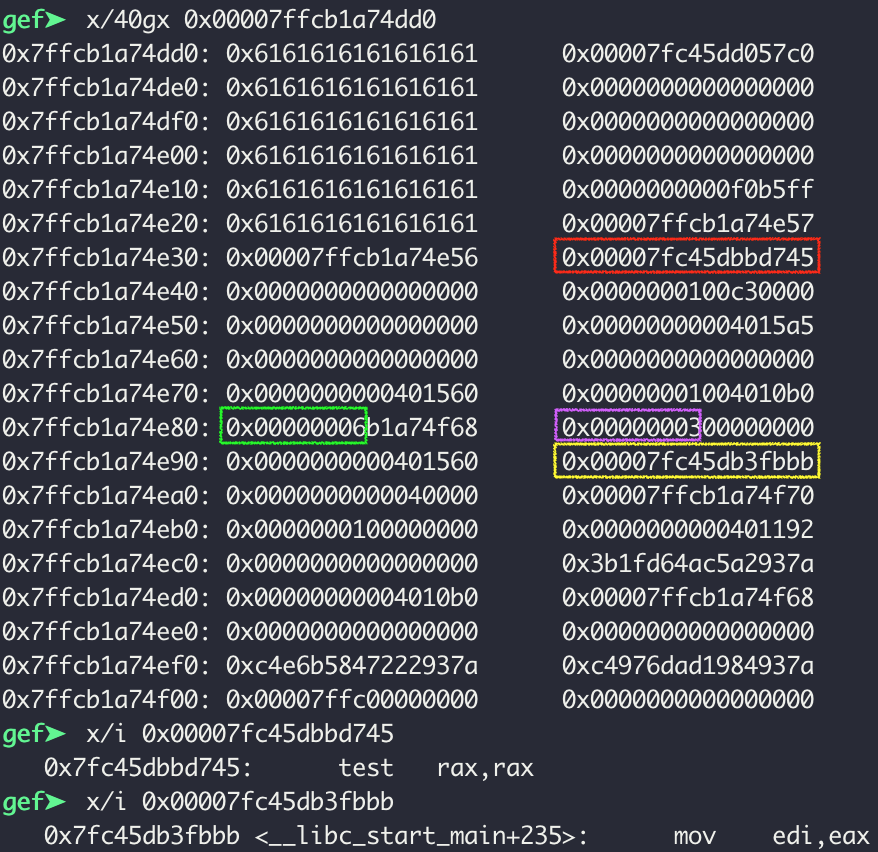 gef➤ x/40gx 0x00007ffcb1a74dd0
0x7ffcb1a74dd0: 0x6161616161616161 0x00007fc45dd057c0
0x7ffcb1a74de0: 0x6161616161616161 0x0000000000000000
0x7ffcb1a74df0: 0x6161616161616161 0x0000000000000000
0x7ffcb1a74e00: 0x6161616161616161 0x0000000000000000
0x7ffcb1a74e10: 0x6161616161616161 0x0000000000f0b5ff
0x7ffcb1a74e20: 0x6161616161616161 0x00007ffcb1a74e57
0x7ffcb1a74e30: 0x00007ffcb1a74e56 0x00007fc45dbbd745
0x7ffcb1a74e40: 0x0000000000000000 0x0000000100c30000
0x7ffcb1a74e50: 0x0000000000000000 0x00000000004015a5
0x7ffcb1a74e60: 0x0000000000000000 0x0000000000000000
0x7ffcb1a74e70: 0x0000000000401560 0x00000001004010b0
0x7ffcb1a74e80: 0x00000006b1a74f68 0x0000000300000000
0x7ffcb1a74e90: 0x0000000000401560 0x00007fc45db3fbbb
0x7ffcb1a74ea0: 0x0000000000040000 0x00007ffcb1a74f70
0x7ffcb1a74eb0: 0x0000000100000000 0x0000000000401192
0x7ffcb1a74ec0: 0x0000000000000000 0x3b1fd64ac5a2937a
0x7ffcb1a74ed0: 0x00000000004010b0 0x00007ffcb1a74f68
0x7ffcb1a74ee0: 0x0000000000000000 0x0000000000000000
0x7ffcb1a74ef0: 0xc4e6b5847222937a 0xc4976dad1984937a
0x7ffcb1a74f00: 0x00007ffc00000000 0x0000000000000000
gef➤ x/i 0x00007fc45dbbd745
0x7fc45dbbd745: test rax,rax
gef➤ x/i 0x00007fc45db3fbbb
0x7fc45db3fbbb <__libc_start_main+235>: mov edi,eax